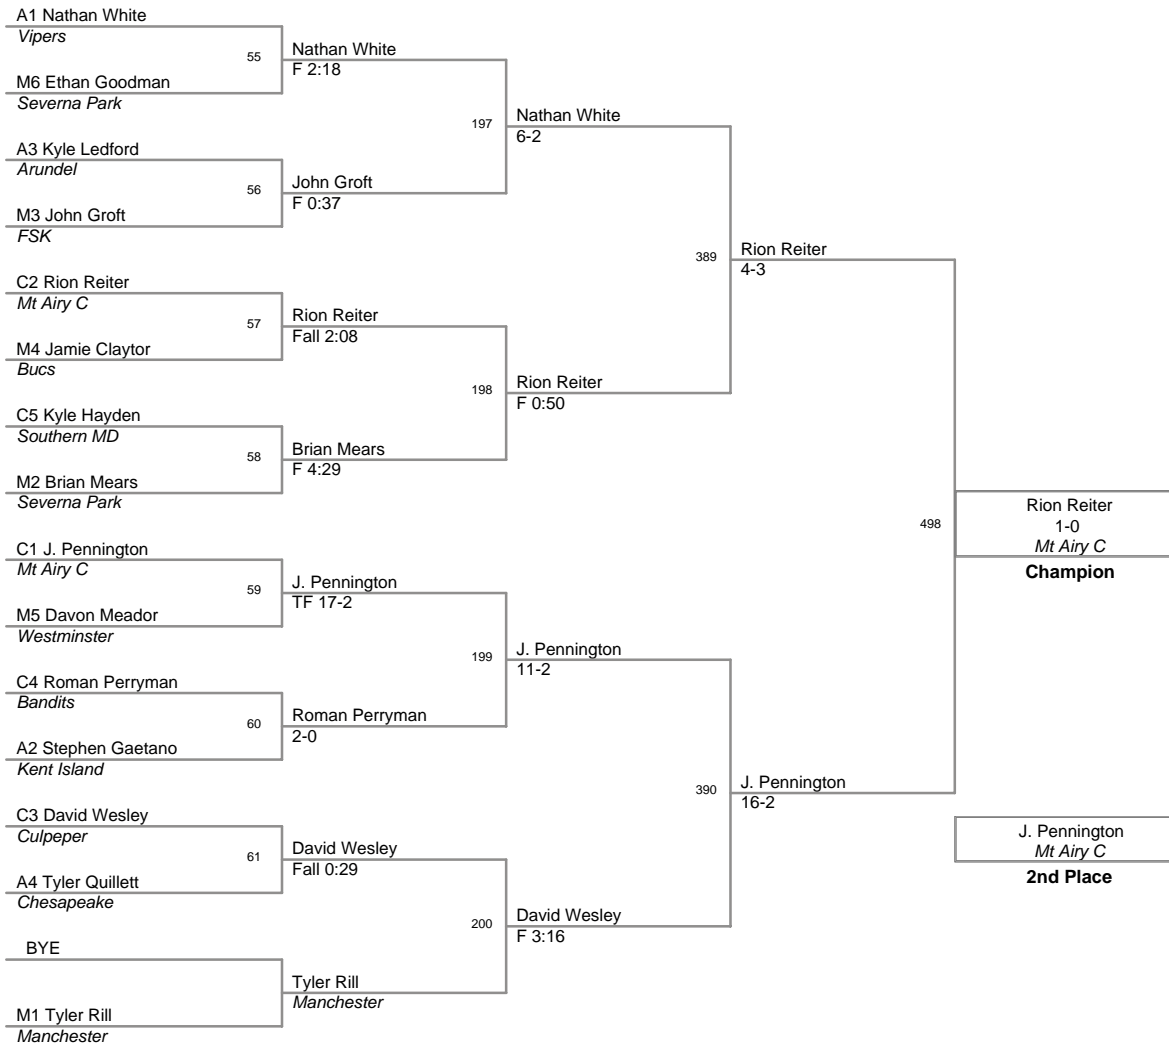 A1 Nathan White
Vipers
55
Nathan White
F 2:18
M6 Ethan Goodman
Severna Park
197
Nathan White
6-2
A3 Kyle Ledford
Arundel
56
John Groft
F 0:37
M3 John Groft
FSK
389
Rion Reiter
4-3
C2 Rion Reiter
Mt Airy C
57
Rion Reiter
Fall 2:08
M4 Jamie Claytor
Bucs
198
Rion Reiter
F 0:50
C5 Kyle Hayden
Southern MD
58
Brian Mears
F 4:29
M2 Brian Mears
Severna Park
498
Rion Reiter
1-0
Mt Airy C
Champion
C1 J. Pennington
Mt Airy C
59
J. Pennington
TF 17-2
M5 Davon Meador
Westminster
199
J. Pennington
11-2
C4 Roman Perryman
Bandits
60
Roman Perryman
2-0
A2 Stephen Gaetano
Kent Island
390
J. Pennington
16-2
C3 David Wesley
Culpeper
61
David Wesley
Fall 0:29
A4 Tyler Quillett
Chesapeake
J. Pennington
Mt Airy C
2nd Place
200
David Wesley
F 3:16
BYE
Tyler Rill
Manchester
M1 Tyler Rill
Manchester